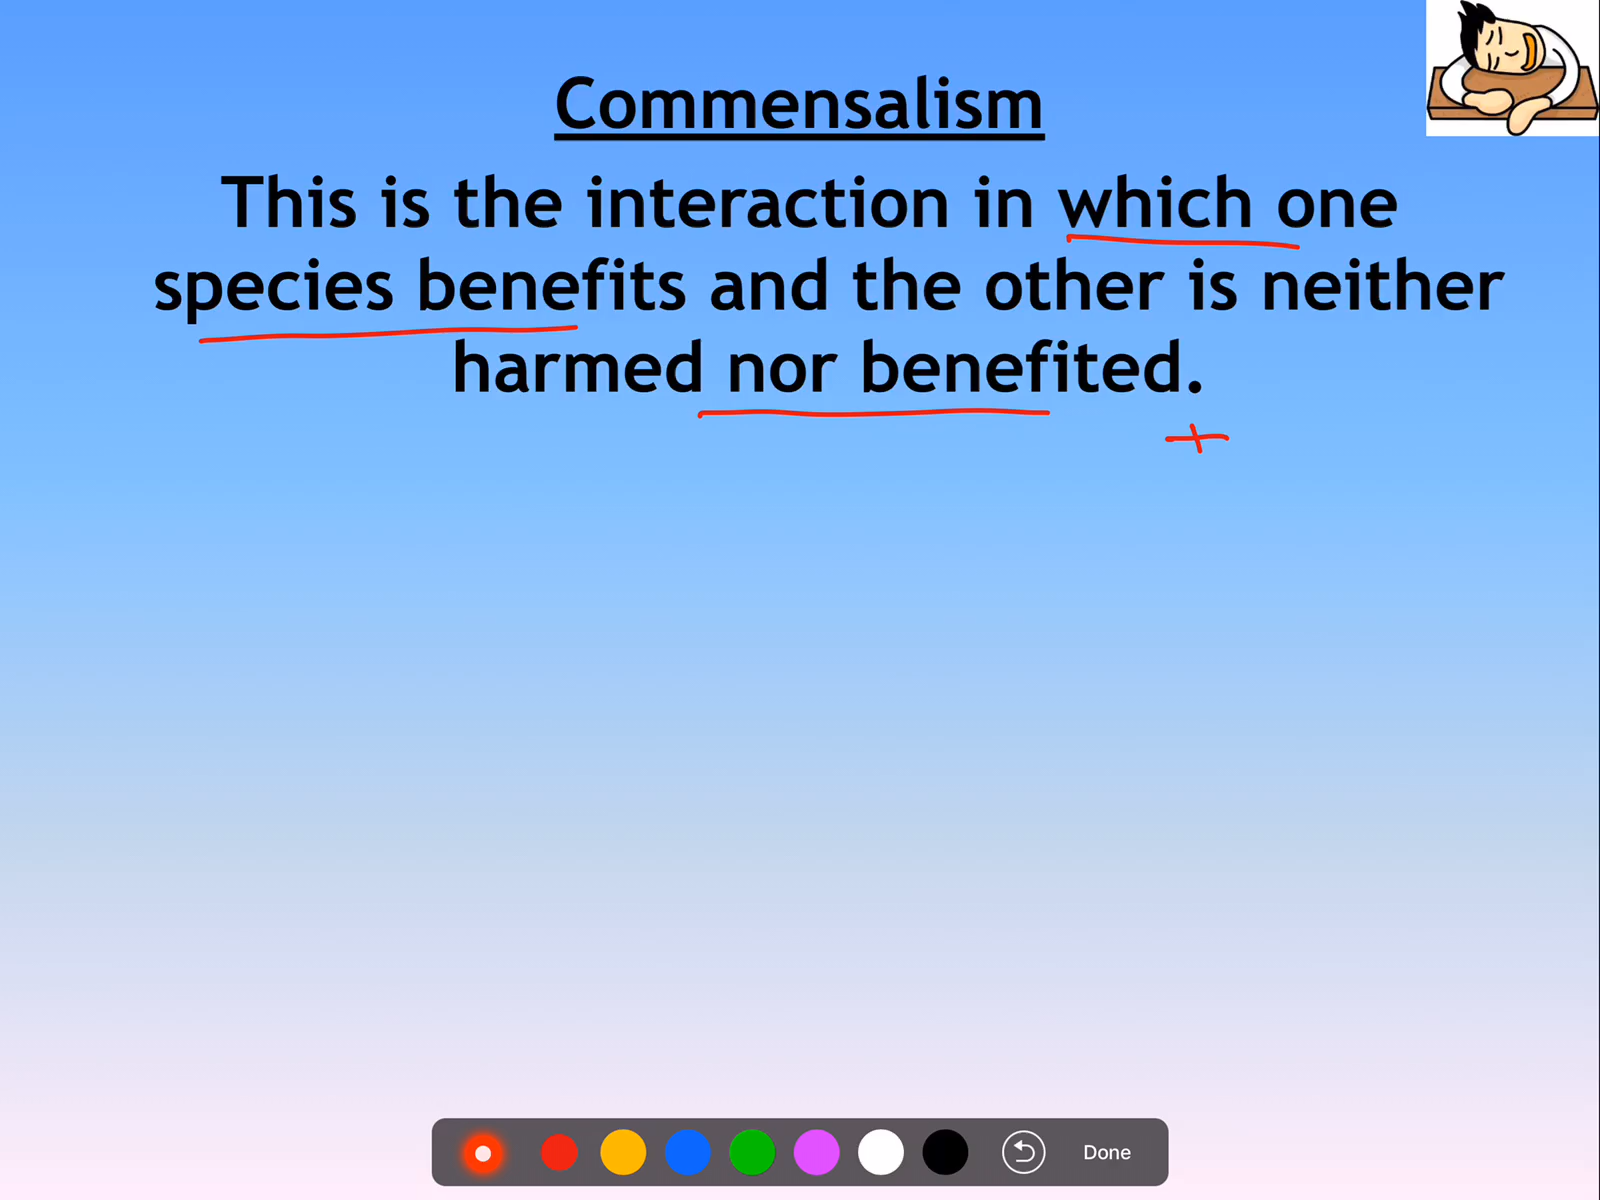 Commensalism
This is the interaction in which one
species benefits and the other is neither
harmed nor benefited.
+
Done